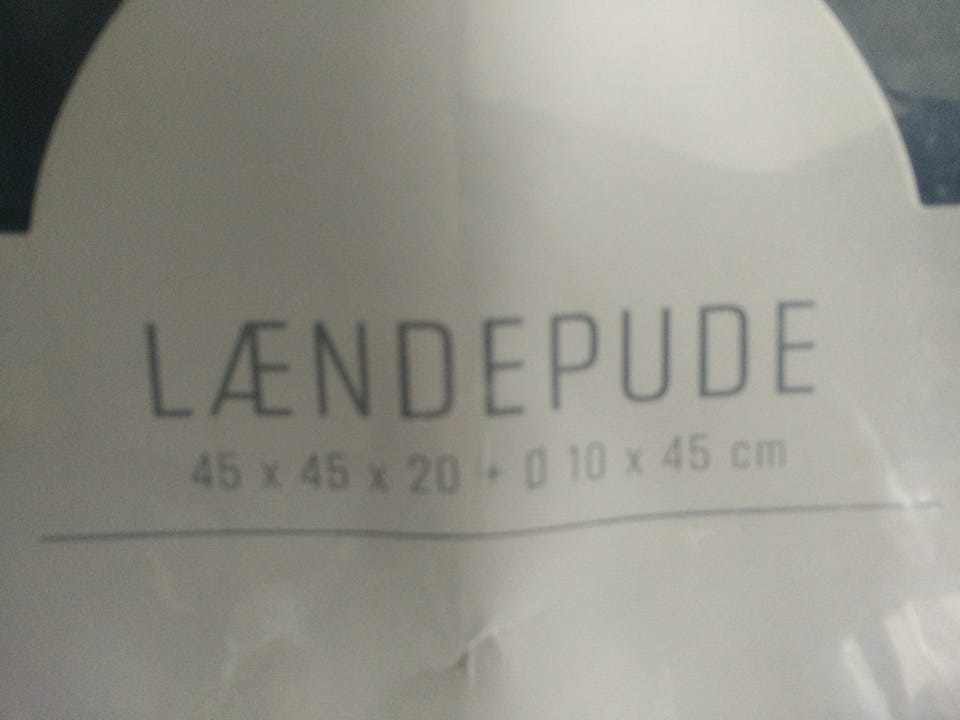 LÆNDEPUDE
45 x 45 x 20 + Ø 10 x 45 cm